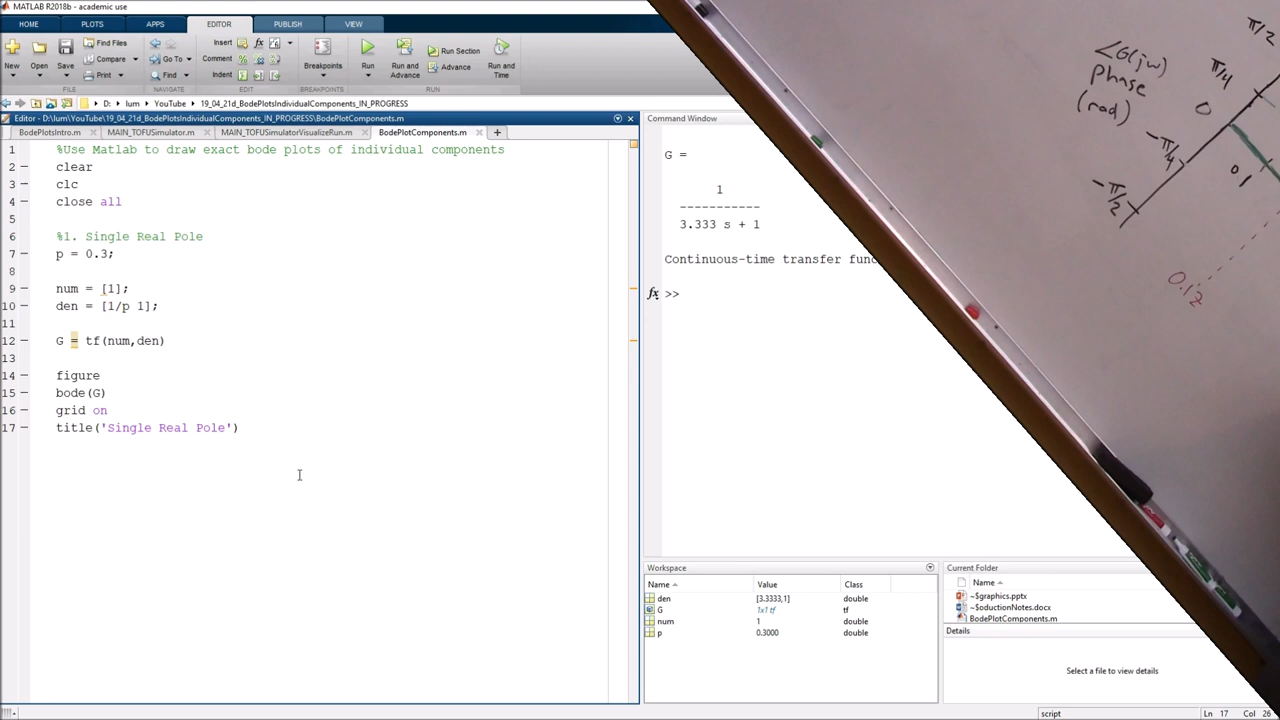 MATLAB R2018b - academic use
HOME PLOTS APPS EDITOR PUBLISH VIEW
New Open Save Find Files Compare Print
Insert Comment Indent
Go To Find
Breakpoints Run Run and Advance Run Section Advance Run and Time
FILE NAVIGATE EDIT BREAKPOINTS RUN
D: lum YouTube 19_04_21d_BodePlotsIndividualComponents_IN_PROGRESS
Editor - D:\lum\YouTube\19_04_21d_BodePlotsIndividualComponents_IN_PROGRESS\BodePlotComponents.m
BodePlotsIntro.m MAIN_TOFUSimulator.m MAIN_TOFUSimulatorVisualizeRun.m BodePlotComponents.m
1 %Use Matlab to draw exact bode plots of individual components
2 clear
3 clc
4 close all
5
6 %1. Single Real Pole
7 p = 0.3;
8
9 num = [1];
10 den = [1/p 1];
11
12 G = tf(num,den)
13
14 figure
15 bode(G)
16 grid on
17 title('Single Real Pole')
Command Window
G =
1
-----------
3.333 s + 1
Continuous-time transfer func
fx >>
Workspace
Name Value Class
den [3.3333,1] double
G 1x1 tf tf
num 1 double
p 0.3000 double
Current Folder
Name
~$graphics.pptx
~$oductionNotes.docx
BodePlotComponents.m
Details
Select a file to view details
script Ln 17 Col 26
∠G(jw)
phase
(rad)
π/2
π/4
0
-π/4
-π/2
0.1